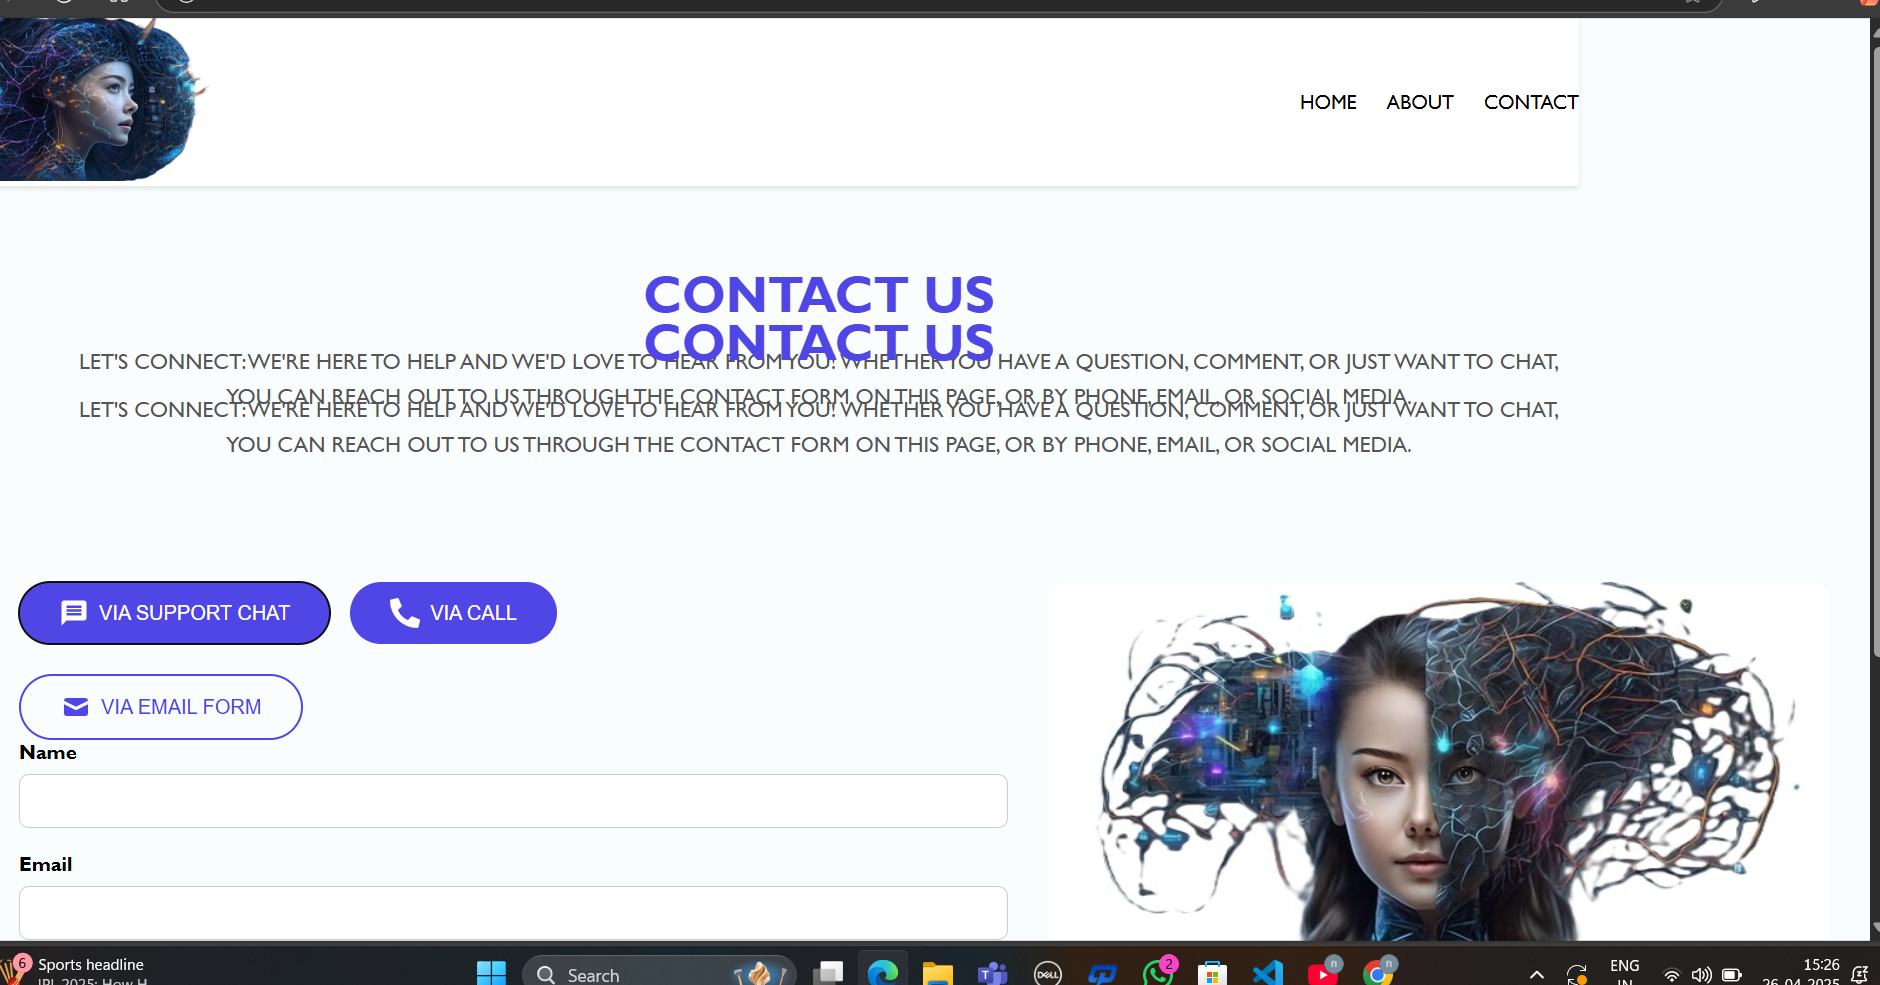 HOME ABOUT CONTACT
CONTACT US
CONTACT US
LET'S CONNECT:WE'RE HERE TO HELP AND WE'D LOVE TO HEAR FROM YOU! WHETHER YOU HAVE A QUESTION, COMMENT, OR JUST WANT TO CHAT,
YOU CAN REACH OUT TO US THROUGH THE CONTACT FORM ON THIS PAGE, OR BY PHONE, EMAIL, OR SOCIAL MEDIA.
LET'S CONNECT:WE'RE HERE TO HELP AND WE'D LOVE TO HEAR FROM YOU! WHETHER YOU HAVE A QUESTION, COMMENT, OR JUST WANT TO CHAT,
YOU CAN REACH OUT TO US THROUGH THE CONTACT FORM ON THIS PAGE, OR BY PHONE, EMAIL, OR SOCIAL MEDIA.
VIA SUPPORT CHAT
VIA CALL
VIA EMAIL FORM
Name
Email
6
Sports headline
IPL 2025: How H
Search
DELL
2
n
n
ENG
IN
15:26
26-04-2025